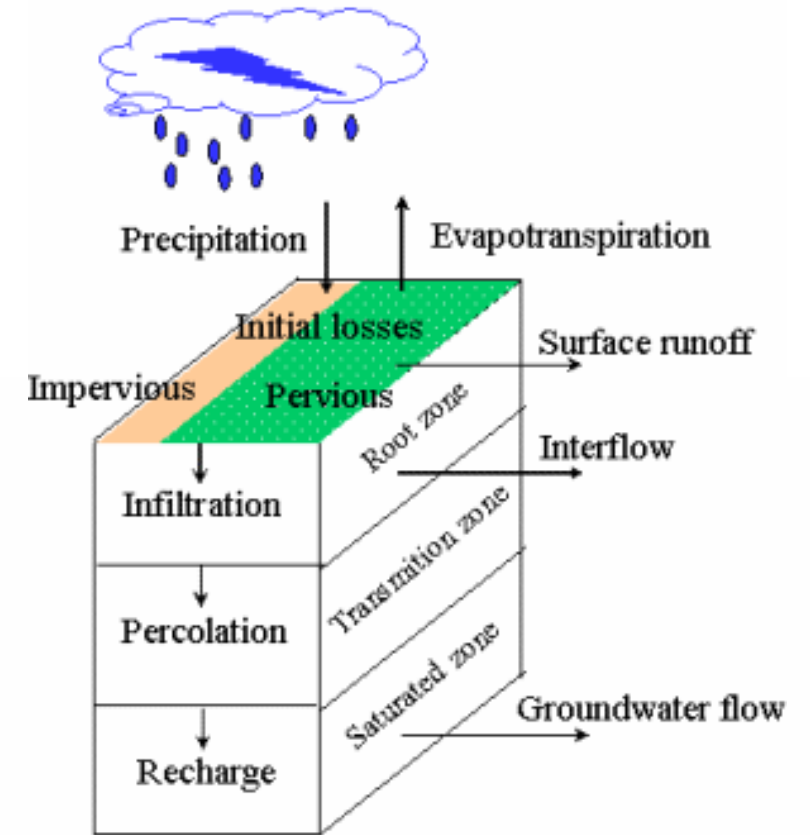 Precipitation
Evapotranspiration
Initial losses
Surface runoff
Impervious
Pervious
Root zone
Interflow
Infiltration
Transmition zone
Percolation
Saturated zone
Groundwater flow
Recharge